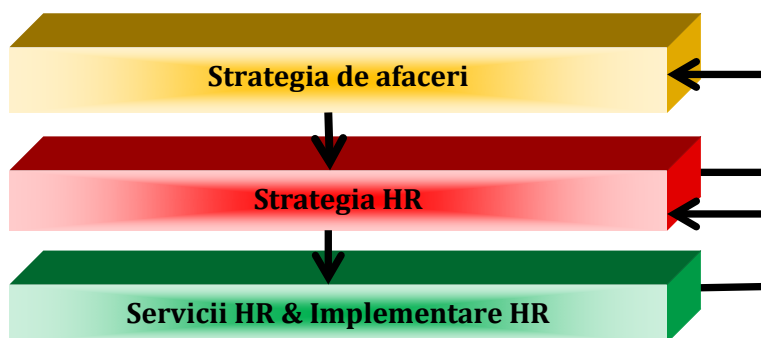 Strategia de afaceri
Strategia HR
Servicii HR & Implementare HR